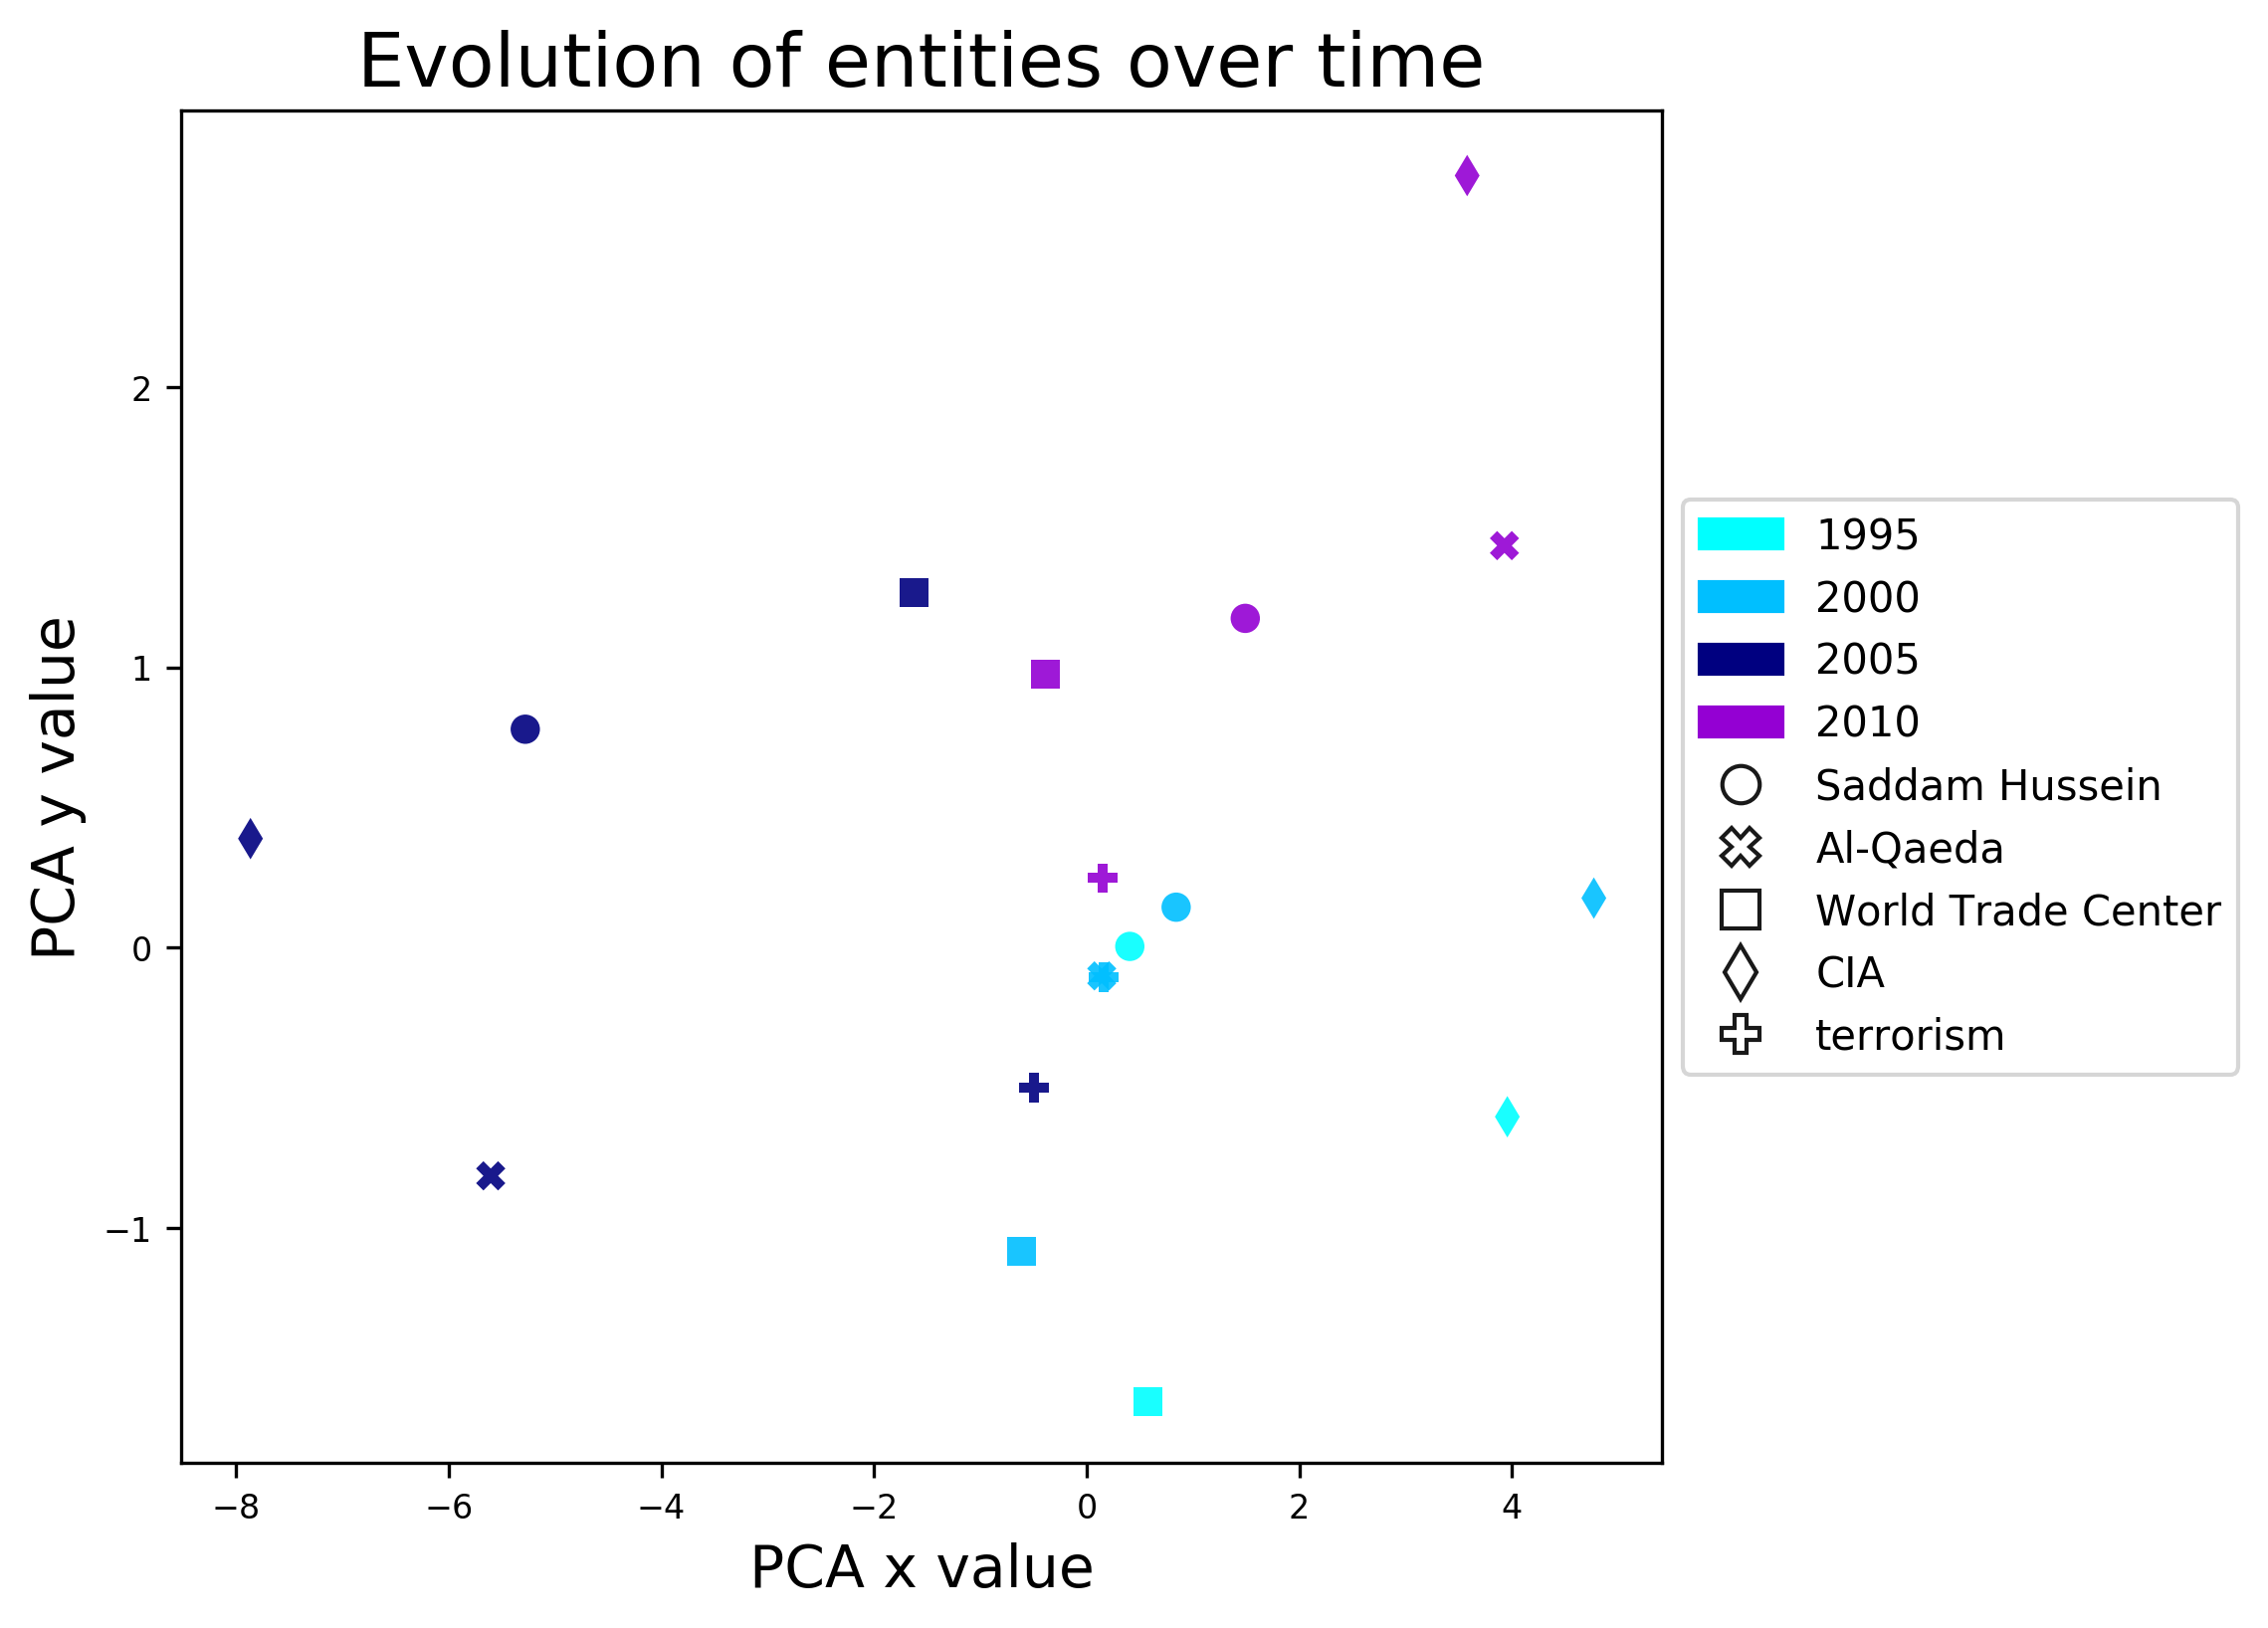 Evolution of entities over time
PCA y value
2
1
0
−1
−8
−6
−4
−2
0
2
4
PCA x value
1995
2000
2005
2010
Saddam Hussein
Al-Qaeda
World Trade Center
CIA
terrorism